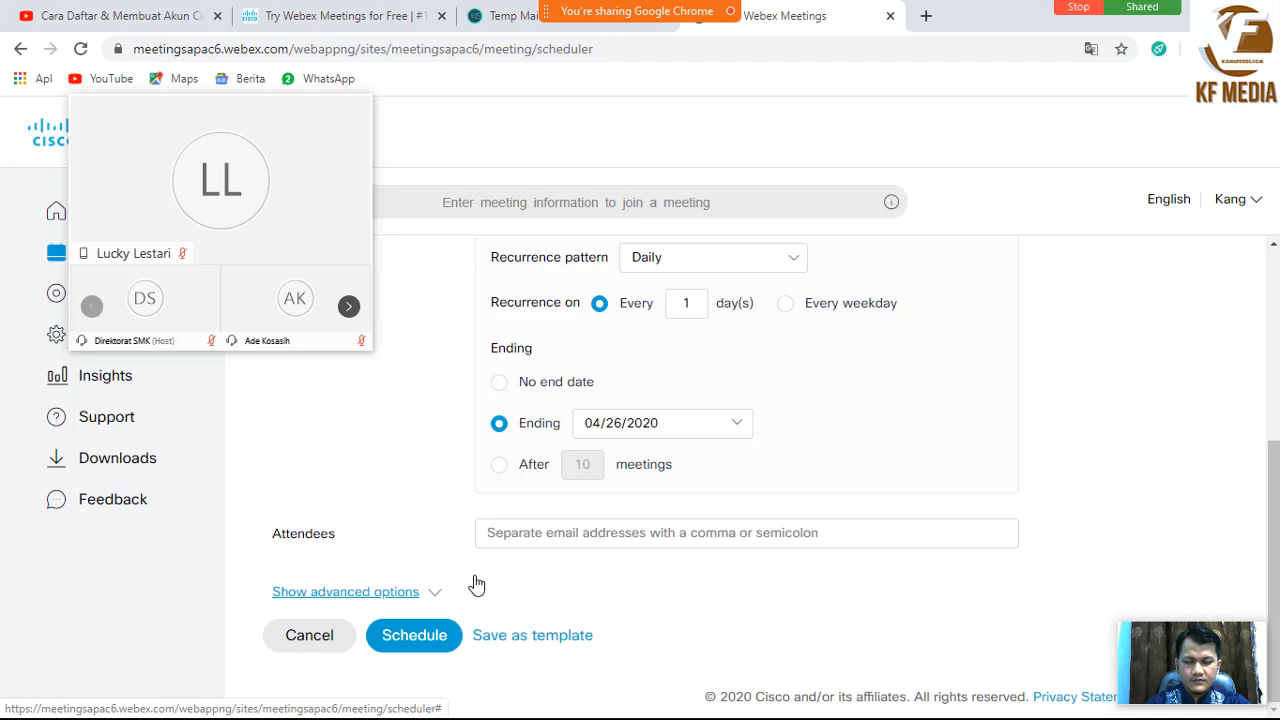 Cara Daftar & Membuat Akun C
Try Webex Meetings for Free | #1
Temp Ma
You're sharing Google Chrome
Webex Meetings
Stop
Shared
meetingsapac6.webex.com/webappng/sites/meetingsapac6/meeting/scheduler
Apl
YouTube
Maps
Berita
2
WhatsApp
KF
KANGFERDI.COM
KF MEDIA
CISCO
LL
Enter meeting information to join a meeting
English
Kang
Lucky Lestari
DS
AK
Direktorat SMK (Host)
Ade Kosasih
Recurrence pattern
Daily
Recurrence on
Every
1
day(s)
Every weekday
Ending
No end date
Ending
04/26/2020
After
10
meetings
Insights
Support
Downloads
Feedback
Attendees
Separate email addresses with a comma or semicolon
Show advanced options
Cancel
Schedule
Save as template
© 2020 Cisco and/or its affiliates. All rights reserved.
Privacy Stater
https://meetingsapac6.webex.com/webappng/sites/meetingsapac6/meeting/scheduler#